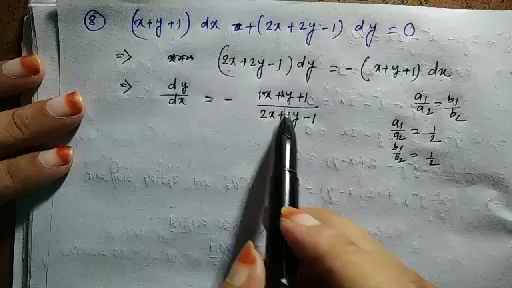 ⑧ (x+y+1) dx + (2x+2y-1) dy = 0
=> (2x+2y-1) dy = -(x+y+1) dx
=> dy/dx = - (1x+1y+1)/(2x+2y-1)
a1/a2 = b1/b2
a1/a2 = 1/2
b1/b2 = 1/2